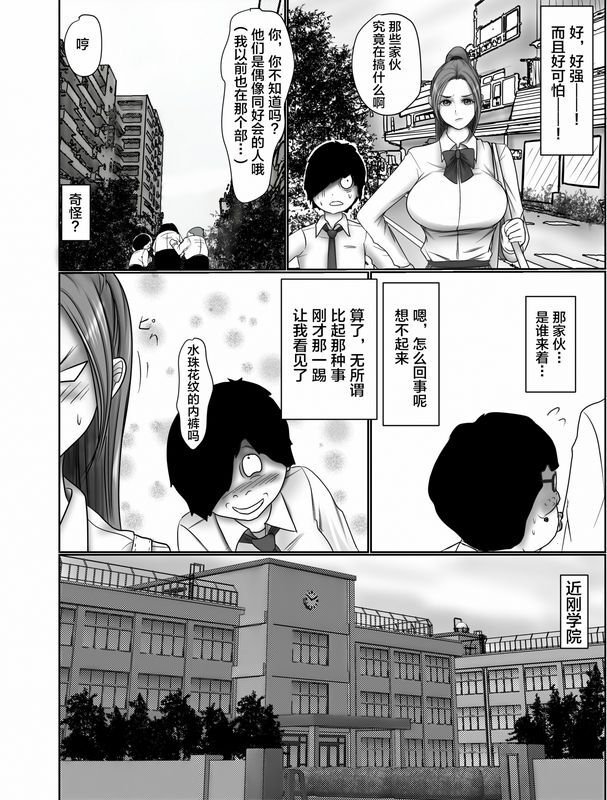 好，好强——！
而且好可怕——！
那些家伙
究竟在搞什么啊
你，你不知道吗？
他们是偶像同好会的人哦
（我以前也在那个部…）
哼
奇怪？
那家伙…
是谁来着…
嗯，怎么回事呢
想不起来
算了，无所谓
比起那种事
刚才那一踢
让我看见了
水珠花纹的内裤吗
ピク
近刚学院